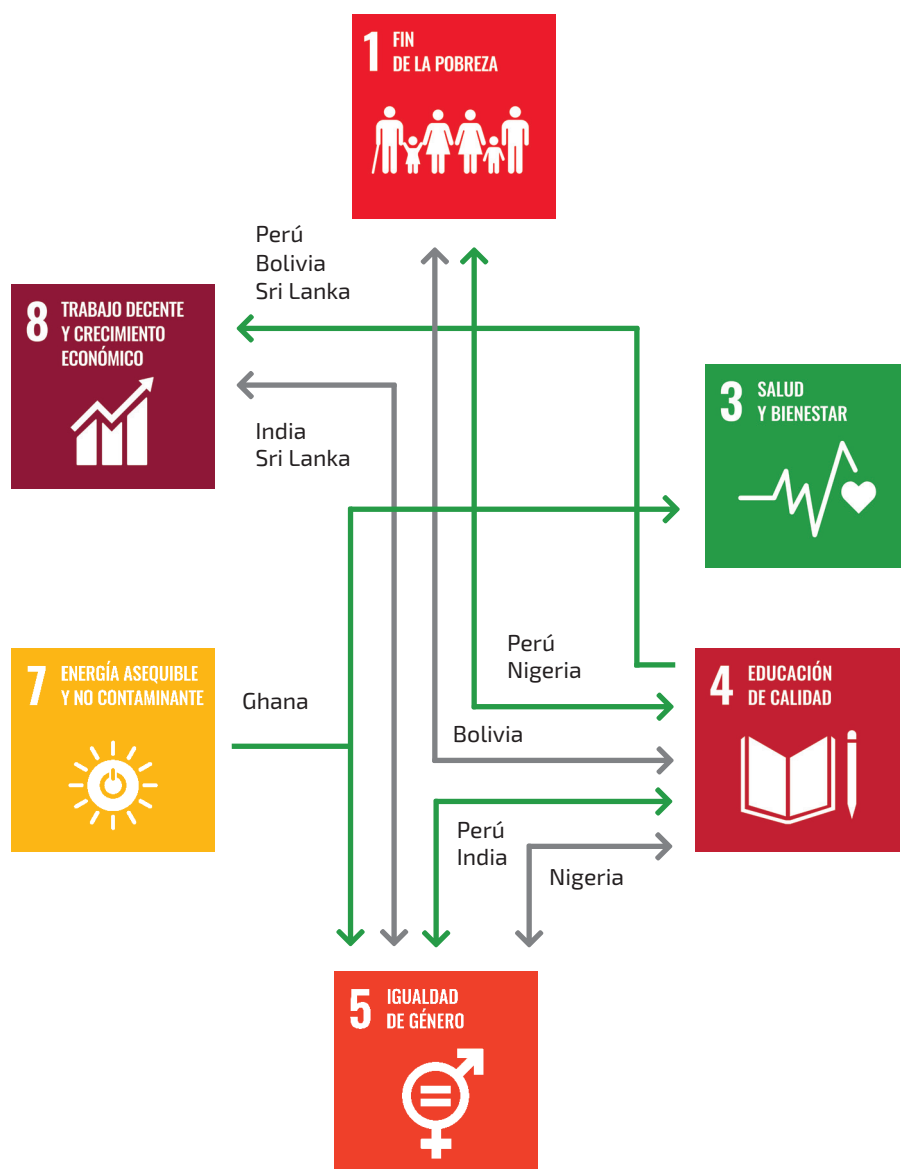 1 FIN
DE LA POBREZA
Perú
Bolivia
Sri Lanka
8 TRABAJO DECENTE
Y CRECIMIENTO
ECONÓMICO
India
Sri Lanka
3 SALUD
Y BIENESTAR
7 ENERGÍA ASEQUIBLE
Y NO CONTAMINANTE
Ghana
Perú
Nigeria
Bolivia
4 EDUCACIÓN
DE CALIDAD
Perú
India
Nigeria
5 IGUALDAD
DE GÉNERO